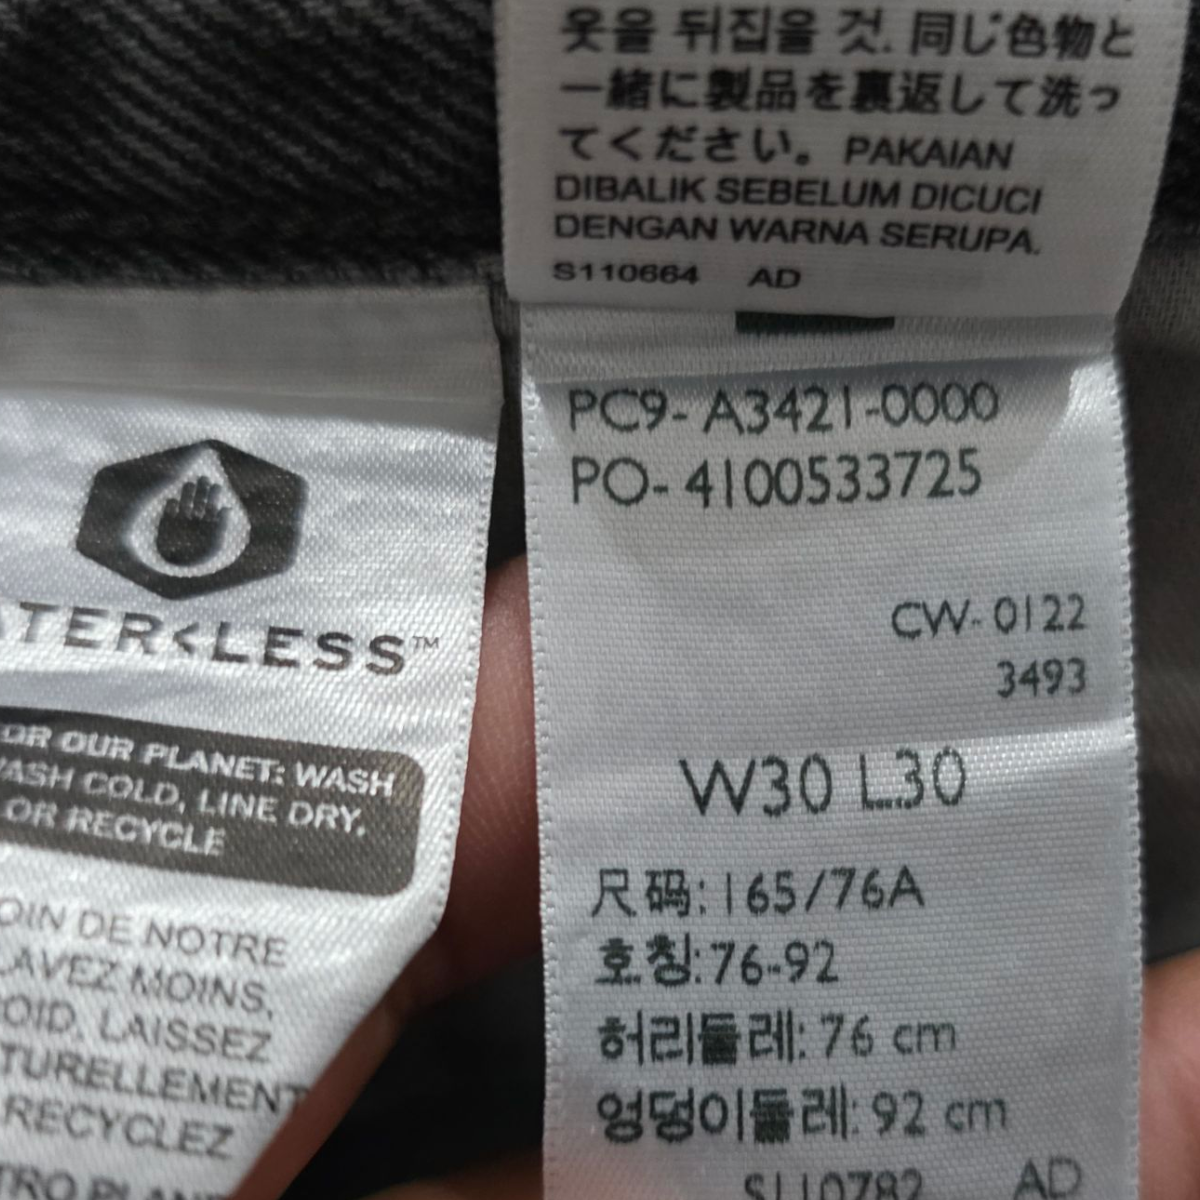 옷을 뒤집을 것. 同じ色物と
一緒に製品を裏返して洗っ
てください。 PAKAIAN
DIBALIK SEBELUM DICUCI
DENGAN WARNA SERUPA.
S110664 AD
TER<LESS™
OR OUR PLANET: WASH
ASH COLD, LINE DRY,
OR RECYCLE
OIN DE NOTRE
LAVEZ MOINS,
OID. LAISSEZ
TURELLEMENT
RECYCLEZ
TRO PLAN
PC9- A3421-0000
PO- 4100533725
CW- 0122
3493
W30 L30
尺码: 165/76A
호칭: 76-92
허리둘레: 76 cm
엉덩이둘레: 92 cm
S110782 AD